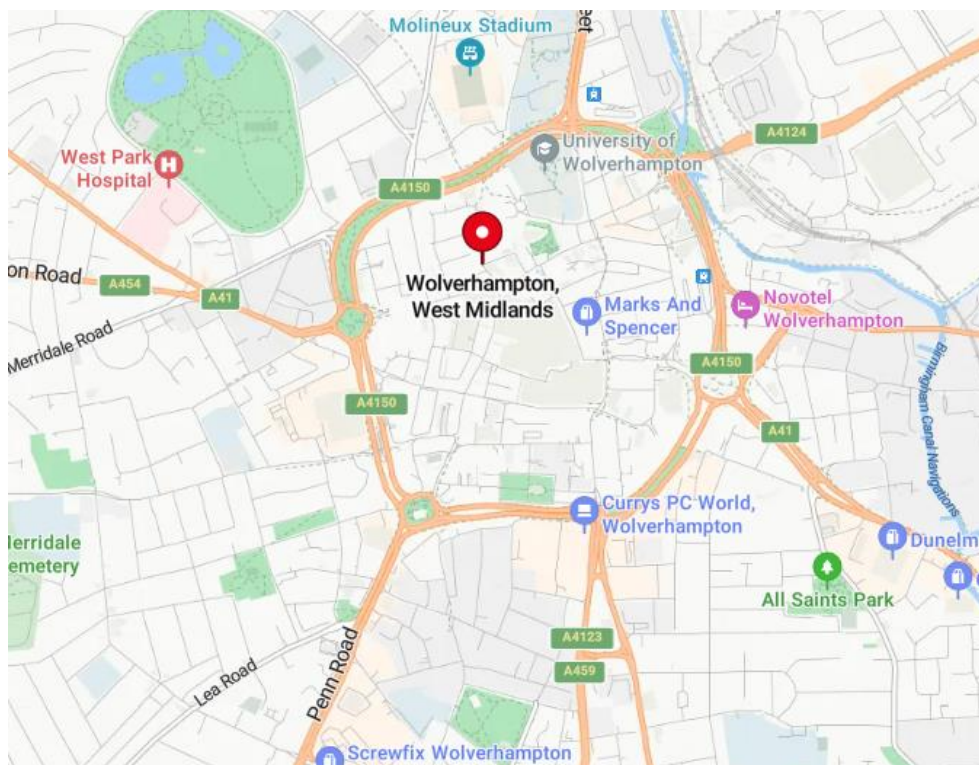 Molineux Stadium
eet
A4124
University of
Wolverhampton
West Park
Hospital
A4150
on Road
A454
A41
Wolverhampton,
West Midlands
Marks And
Spencer
Novotel
Wolverhampton
Merridale Road
A4150
A4150
A41
Birmingham Canal Navigations
Currys PC World,
Wolverhampton
Dunelm
Merridale
emetery
All Saints Park
A4123
A459
Lea Road
Penn Road
Screwfix Wolverhampton